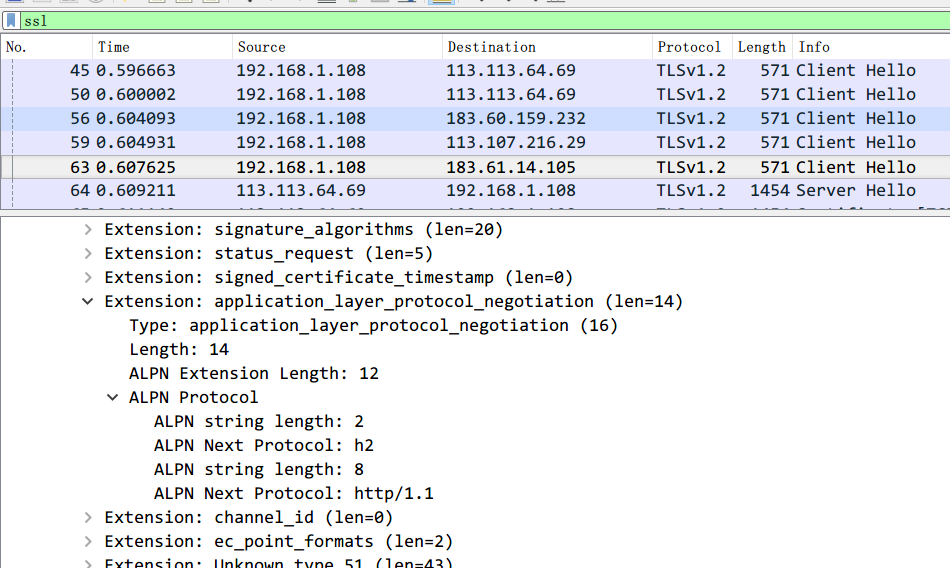 ssl
No. Time Source Destination Protocol Length Info
45 0.596663 192.168.1.108 113.113.64.69 TLSv1.2 571 Client Hello
50 0.600002 192.168.1.108 113.113.64.69 TLSv1.2 571 Client Hello
56 0.604093 192.168.1.108 183.60.159.232 TLSv1.2 571 Client Hello
59 0.604931 192.168.1.108 113.107.216.29 TLSv1.2 571 Client Hello
63 0.607625 192.168.1.108 183.61.14.105 TLSv1.2 571 Client Hello
64 0.609211 113.113.64.69 192.168.1.108 TLSv1.2 1454 Server Hello
Extension: signature_algorithms (len=20)
Extension: status_request (len=5)
Extension: signed_certificate_timestamp (len=0)
Extension: application_layer_protocol_negotiation (len=14)
Type: application_layer_protocol_negotiation (16)
Length: 14
ALPN Extension Length: 12
ALPN Protocol
ALPN string length: 2
ALPN Next Protocol: h2
ALPN string length: 8
ALPN Next Protocol: http/1.1
Extension: channel_id (len=0)
Extension: ec_point_formats (len=2)
Extension: Unknown type 51 (len=43)